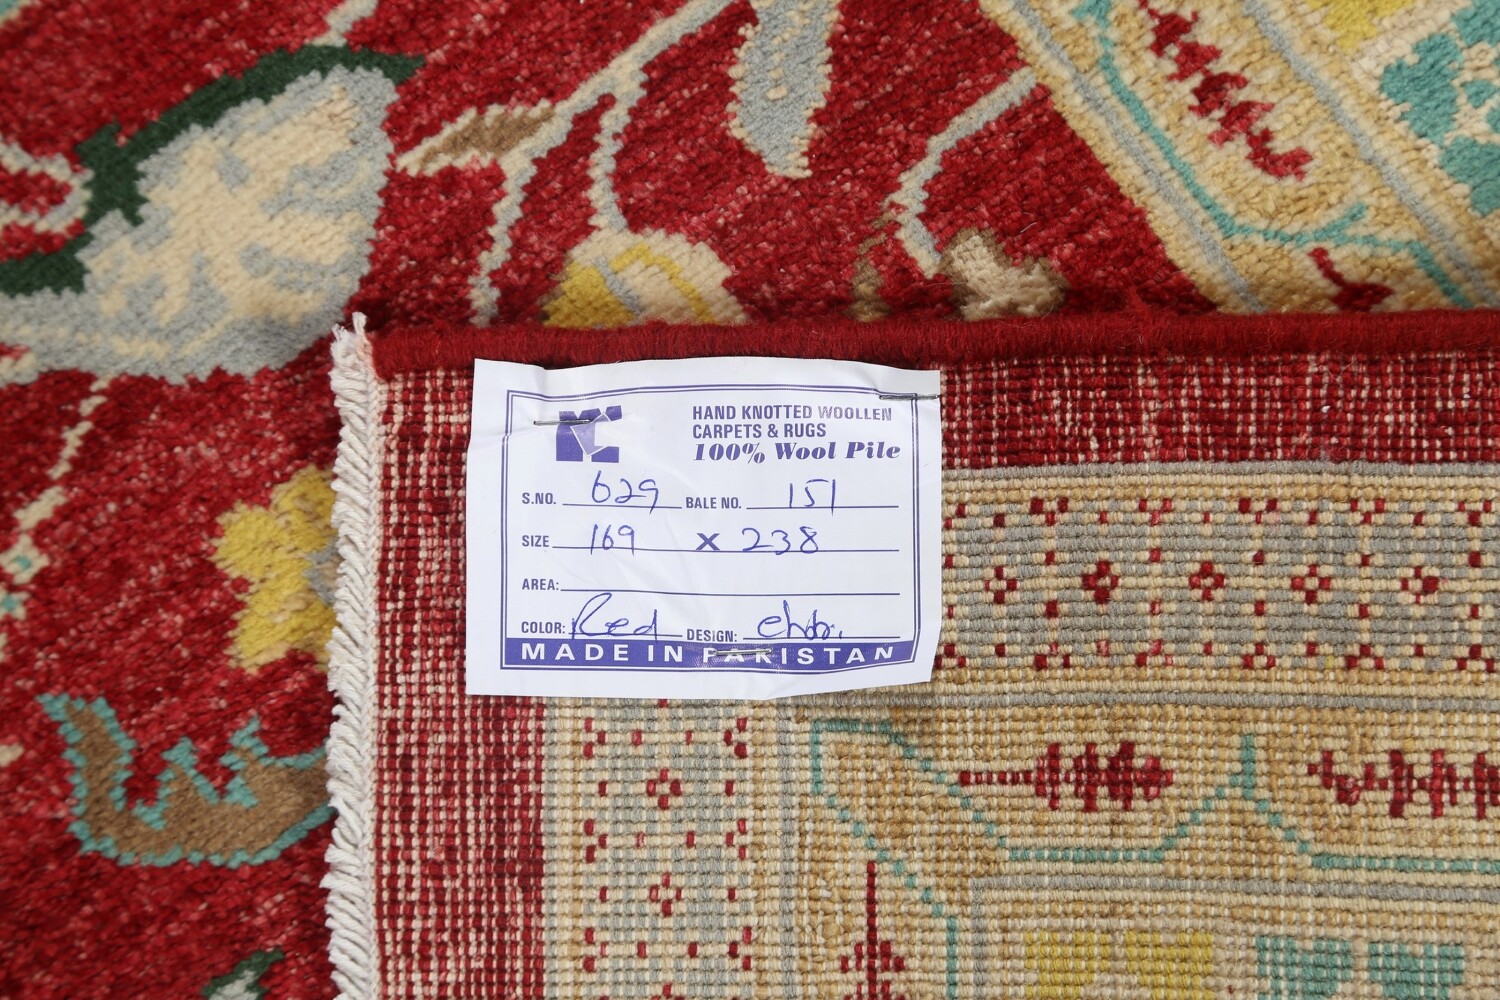 HAND KNOTTED WOOLLEN
CARPETS & RUGS
100% Wool Pile
S.NO. 629 BALE NO. 151
SIZE 169 X 238
AREA:
COLOR: Red DESIGN:
MADE IN PAKISTAN